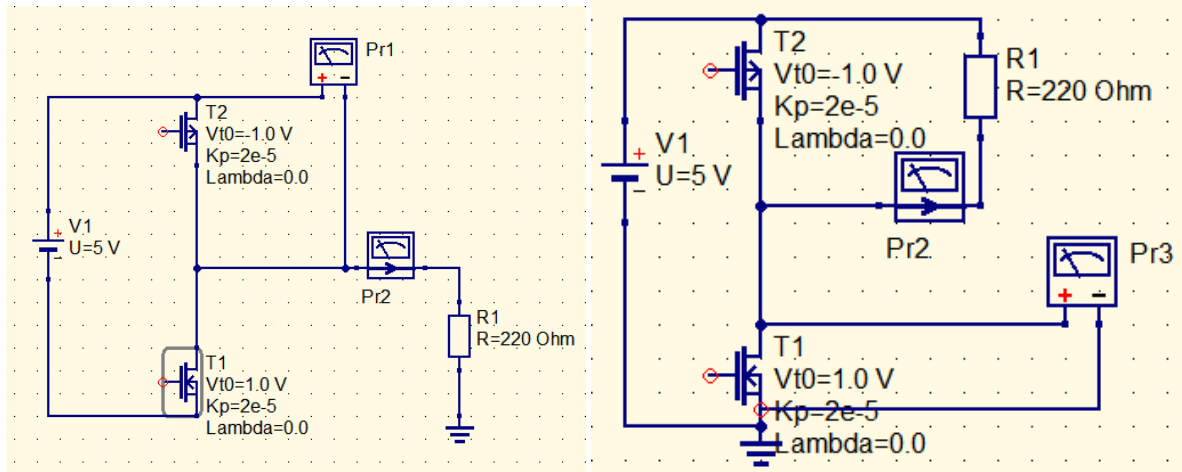 Pr1
+ -
T2
Vt0=-1.0 V
Kp=2e-5
Lambda=0.0
V1
+
U=5 V
-
Pr2
R1
R=220 Ohm
T1
Vt0=1.0 V
Kp=2e-5
Lambda=0.0
T2
Vt0=-1.0 V
Kp=2e-5
Lambda=0.0
R1
R=220 Ohm
V1
+
U=5 V
-
Pr2
Pr3
+ -
T1
Vt0=1.0 V
Kp=2e-5
Lambda=0.0